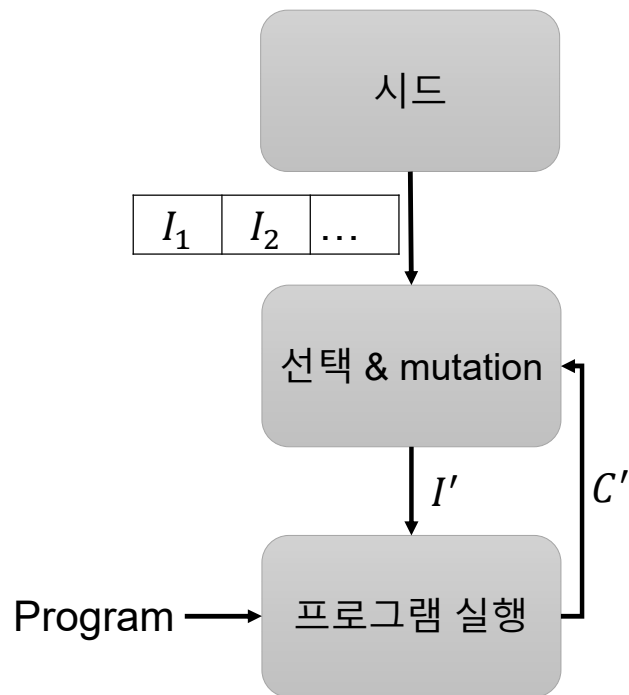 시드
I₁ I₂ ...
선택 & mutation
I′
C′
Program
프로그램 실행